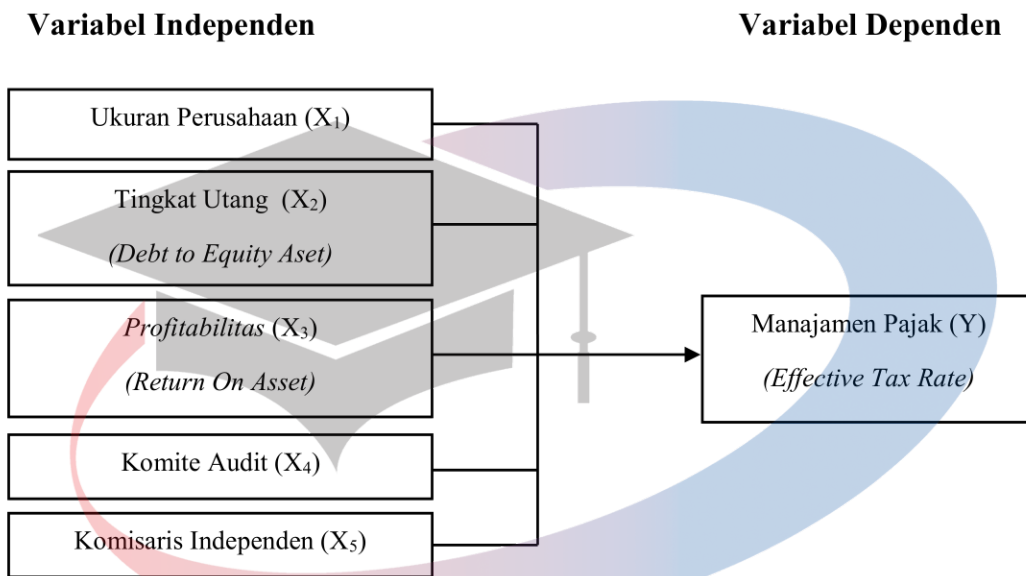 Variabel Independen
Variabel Dependen
Ukuran Perusahaan (X₁)
Tingkat Utang (X₂)
(Debt to Equity Aset)
Profitabilitas (X₃)
(Return On Asset)
Komite Audit (X₄)
Komisaris Independen (X₅)
Manajamen Pajak (Y)
(Effective Tax Rate)